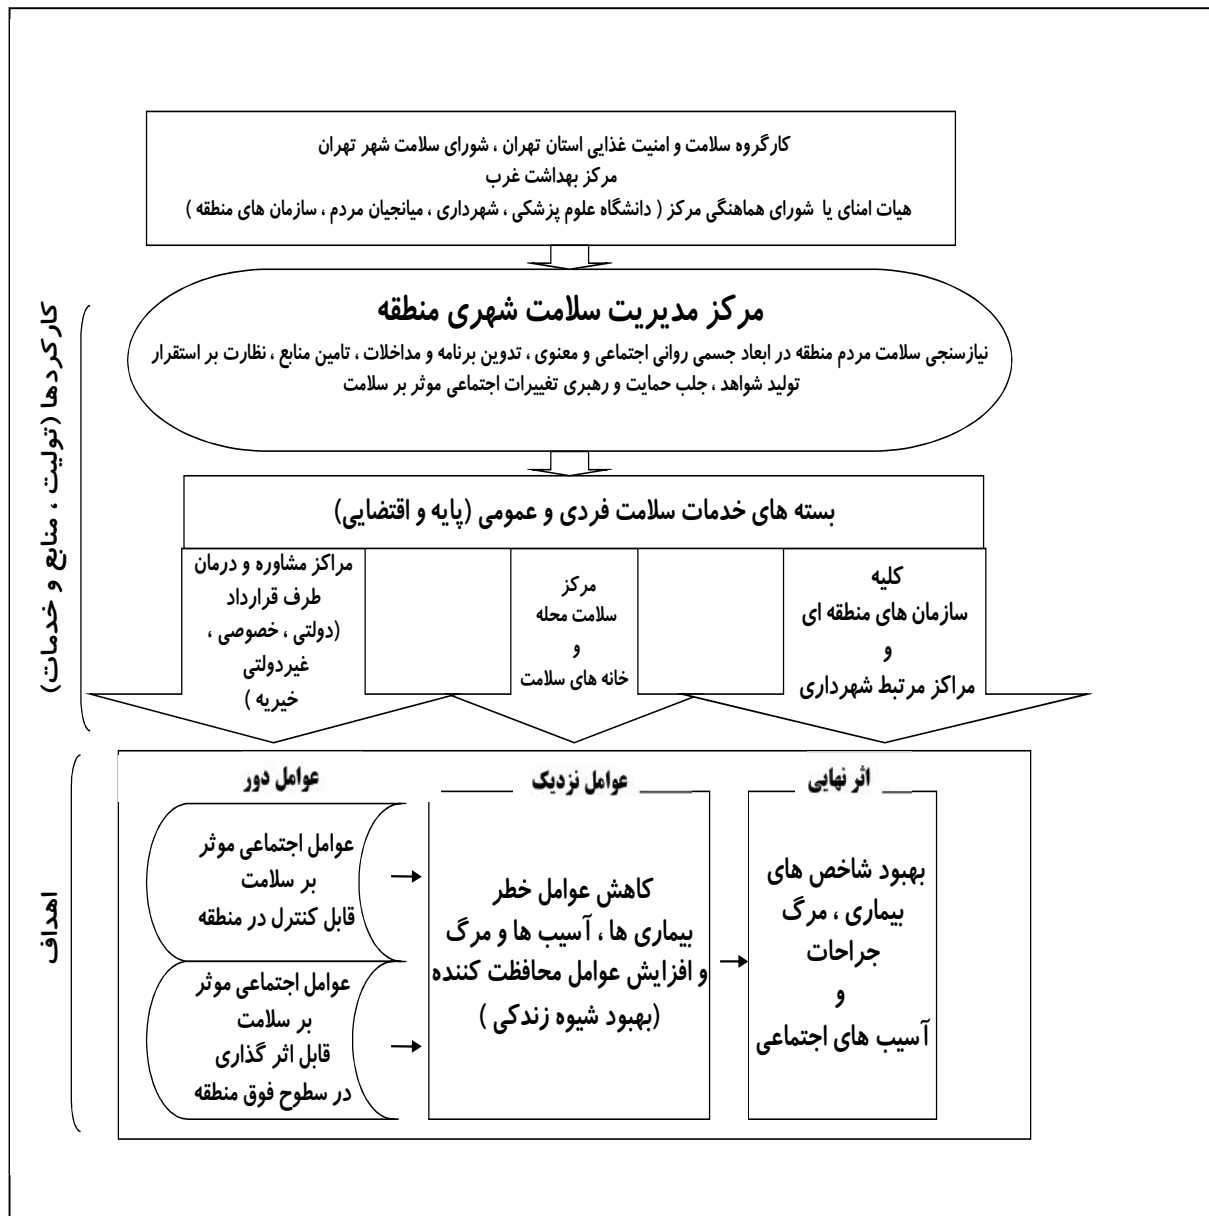 کارگروه سلامت و امنیت غذایی استان تهران ، شورای سلامت شهر تهران
مرکز بهداشت غرب
هیات امنای یا شورای هماهنگی مرکز ( دانشگاه علوم پزشکی ، شهرداری ، میانجیان مردم ، سازمان های منطقه )
کارکردها (تولیت ، منابع و خدمات)
مرکز مدیریت سلامت شهری منطقه
نیازسنجی سلامت مردم منطقه در ابعاد جسمی روانی اجتماعی و معنوی ، تدوین برنامه و مداخلات ، تامین منابع ، نظارت بر استقرار
تولید شواهد ، جلب حمایت و رهبری تغییرات اجتماعی موثر بر سلامت
بسته های خدمات سلامت فردی و عمومی (پایه و اقتضایی)
کلیه
سازمان های منطقه ای
و
مراکز مرتبط شهرداری
مرکز
سلامت محله
و
خانه های سلامت
مراکز مشاوره و درمان
طرف قرارداد
(دولتی ، خصوصی ،
غیردولتی
خیریه )
اهداف
اثر نهایی
بهبود شاخص های
بیماری ، مرگ
جراحات
و
آسیب های اجتماعی
عوامل نزدیک
کاهش عوامل خطر
بیماری ها ، آسیب ها و مرگ
و افزایش عوامل محافظت کننده
(بهبود شیوه زندکی )
عوامل دور
عوامل اجتماعی موثر
بر سلامت
قابل کنترل در منطقه
عوامل اجتماعی موثر
بر سلامت
قابل اثر گذاری
در سطوح فوق منطقه